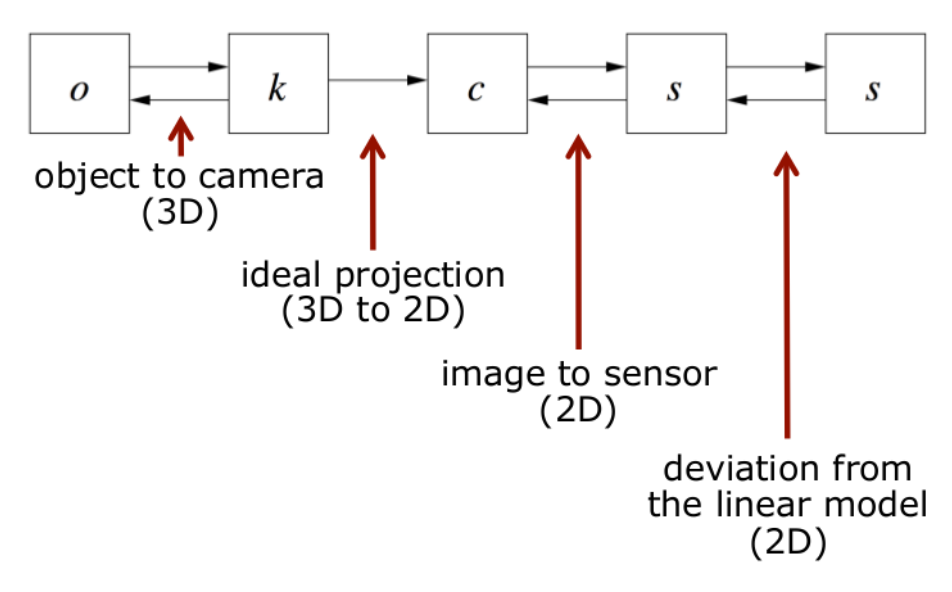 o k c s s
object to camera
(3D)
ideal projection
(3D to 2D)
image to sensor
(2D)
deviation from
the linear model
(2D)